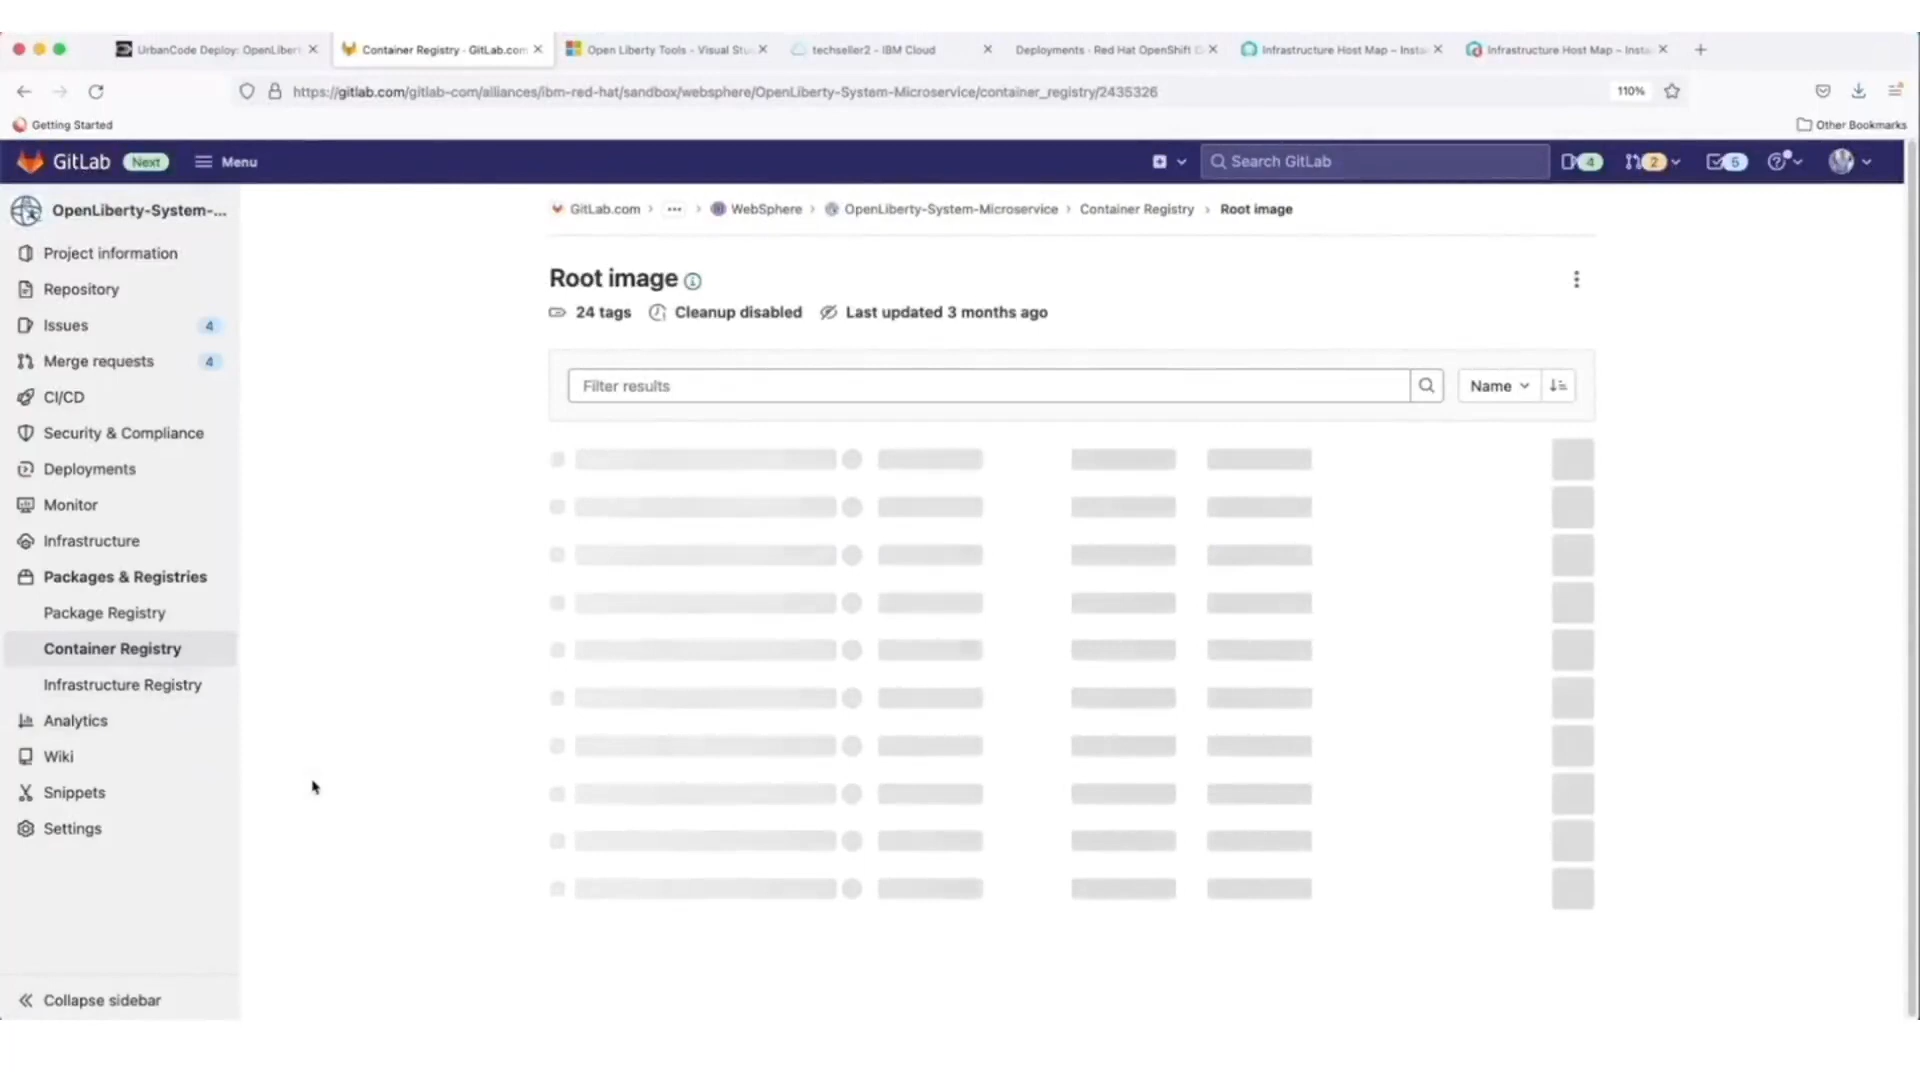 UrbanCode Deploy: OpenLibert
Container Registry · GitLab.com
Open Liberty Tools - Visual Stu
techseller2 - IBM Cloud
Deployments · Red Hat OpenShift C
Infrastructure Host Map – Insta
Infrastructure Host Map – Insta
https://gitlab.com/gitlab-com/alliances/ibm-red-hat/sandbox/websphere/OpenLiberty-System-Microservice/container_registry/2435326
110%
Getting Started
Other Bookmarks
GitLab
Next
Menu
Search GitLab
4
2
5
OpenLiberty-System-...
GitLab.com > ... > WebSphere > OpenLiberty-System-Microservice > Container Registry > Root image
Project information
Repository
Issues 4
Merge requests 4
CI/CD
Security & Compliance
Deployments
Monitor
Infrastructure
Packages & Registries
Package Registry
Container Registry
Infrastructure Registry
Analytics
Wiki
Snippets
Settings
Collapse sidebar
Root image
24 tags Cleanup disabled Last updated 3 months ago
Filter results
Name